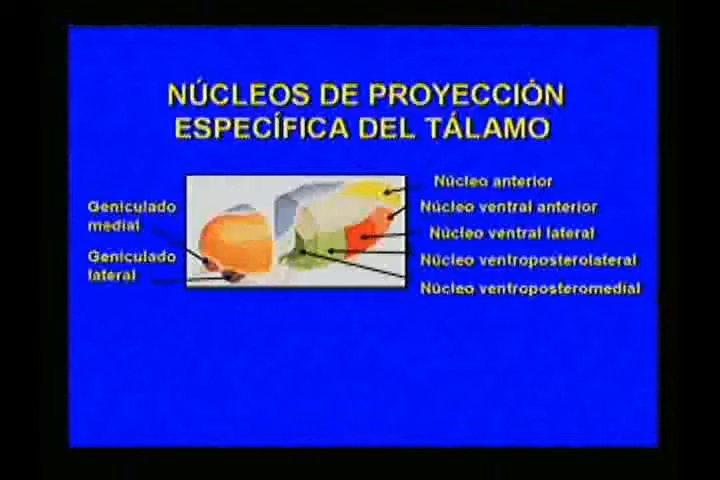 NÚCLEOS DE PROYECCIÓN
ESPECÍFICA DEL TÁLAMO
Geniculado
medial
Geniculado
lateral
Núcleo anterior
Núcleo ventral anterior
Núcleo ventral lateral
Núcleo ventroposterolateral
Núcleo ventroposteromedial